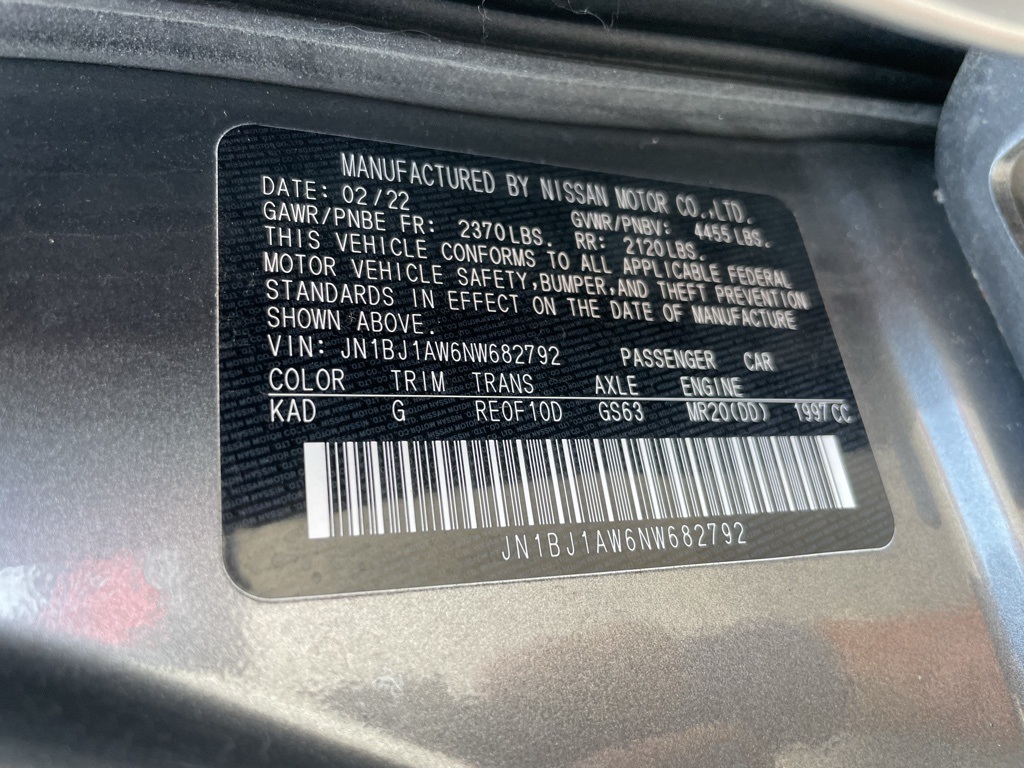 MANUFACTURED BY NISSAN MOTOR CO.,LTD.
DATE: 02/22 GVWR/PNBV: 4455LBS.
GAWR/PNBE FR: 2370LBS. RR: 2120LBS.
THIS VEHICLE CONFORMS TO ALL APPLICABLE FEDERAL
MOTOR VEHICLE SAFETY,BUMPER,AND THEFT PREVENTION
STANDARDS IN EFFECT ON THE DATE OF MANUFACTURE
SHOWN ABOVE.
VIN: JN1BJ1AW6NW682792 PASSENGER CAR
COLOR TRIM TRANS AXLE ENGINE
KAD G RE0F10D GS63 MR20(DD) 1997CC
JN1BJ1AW6NW682792